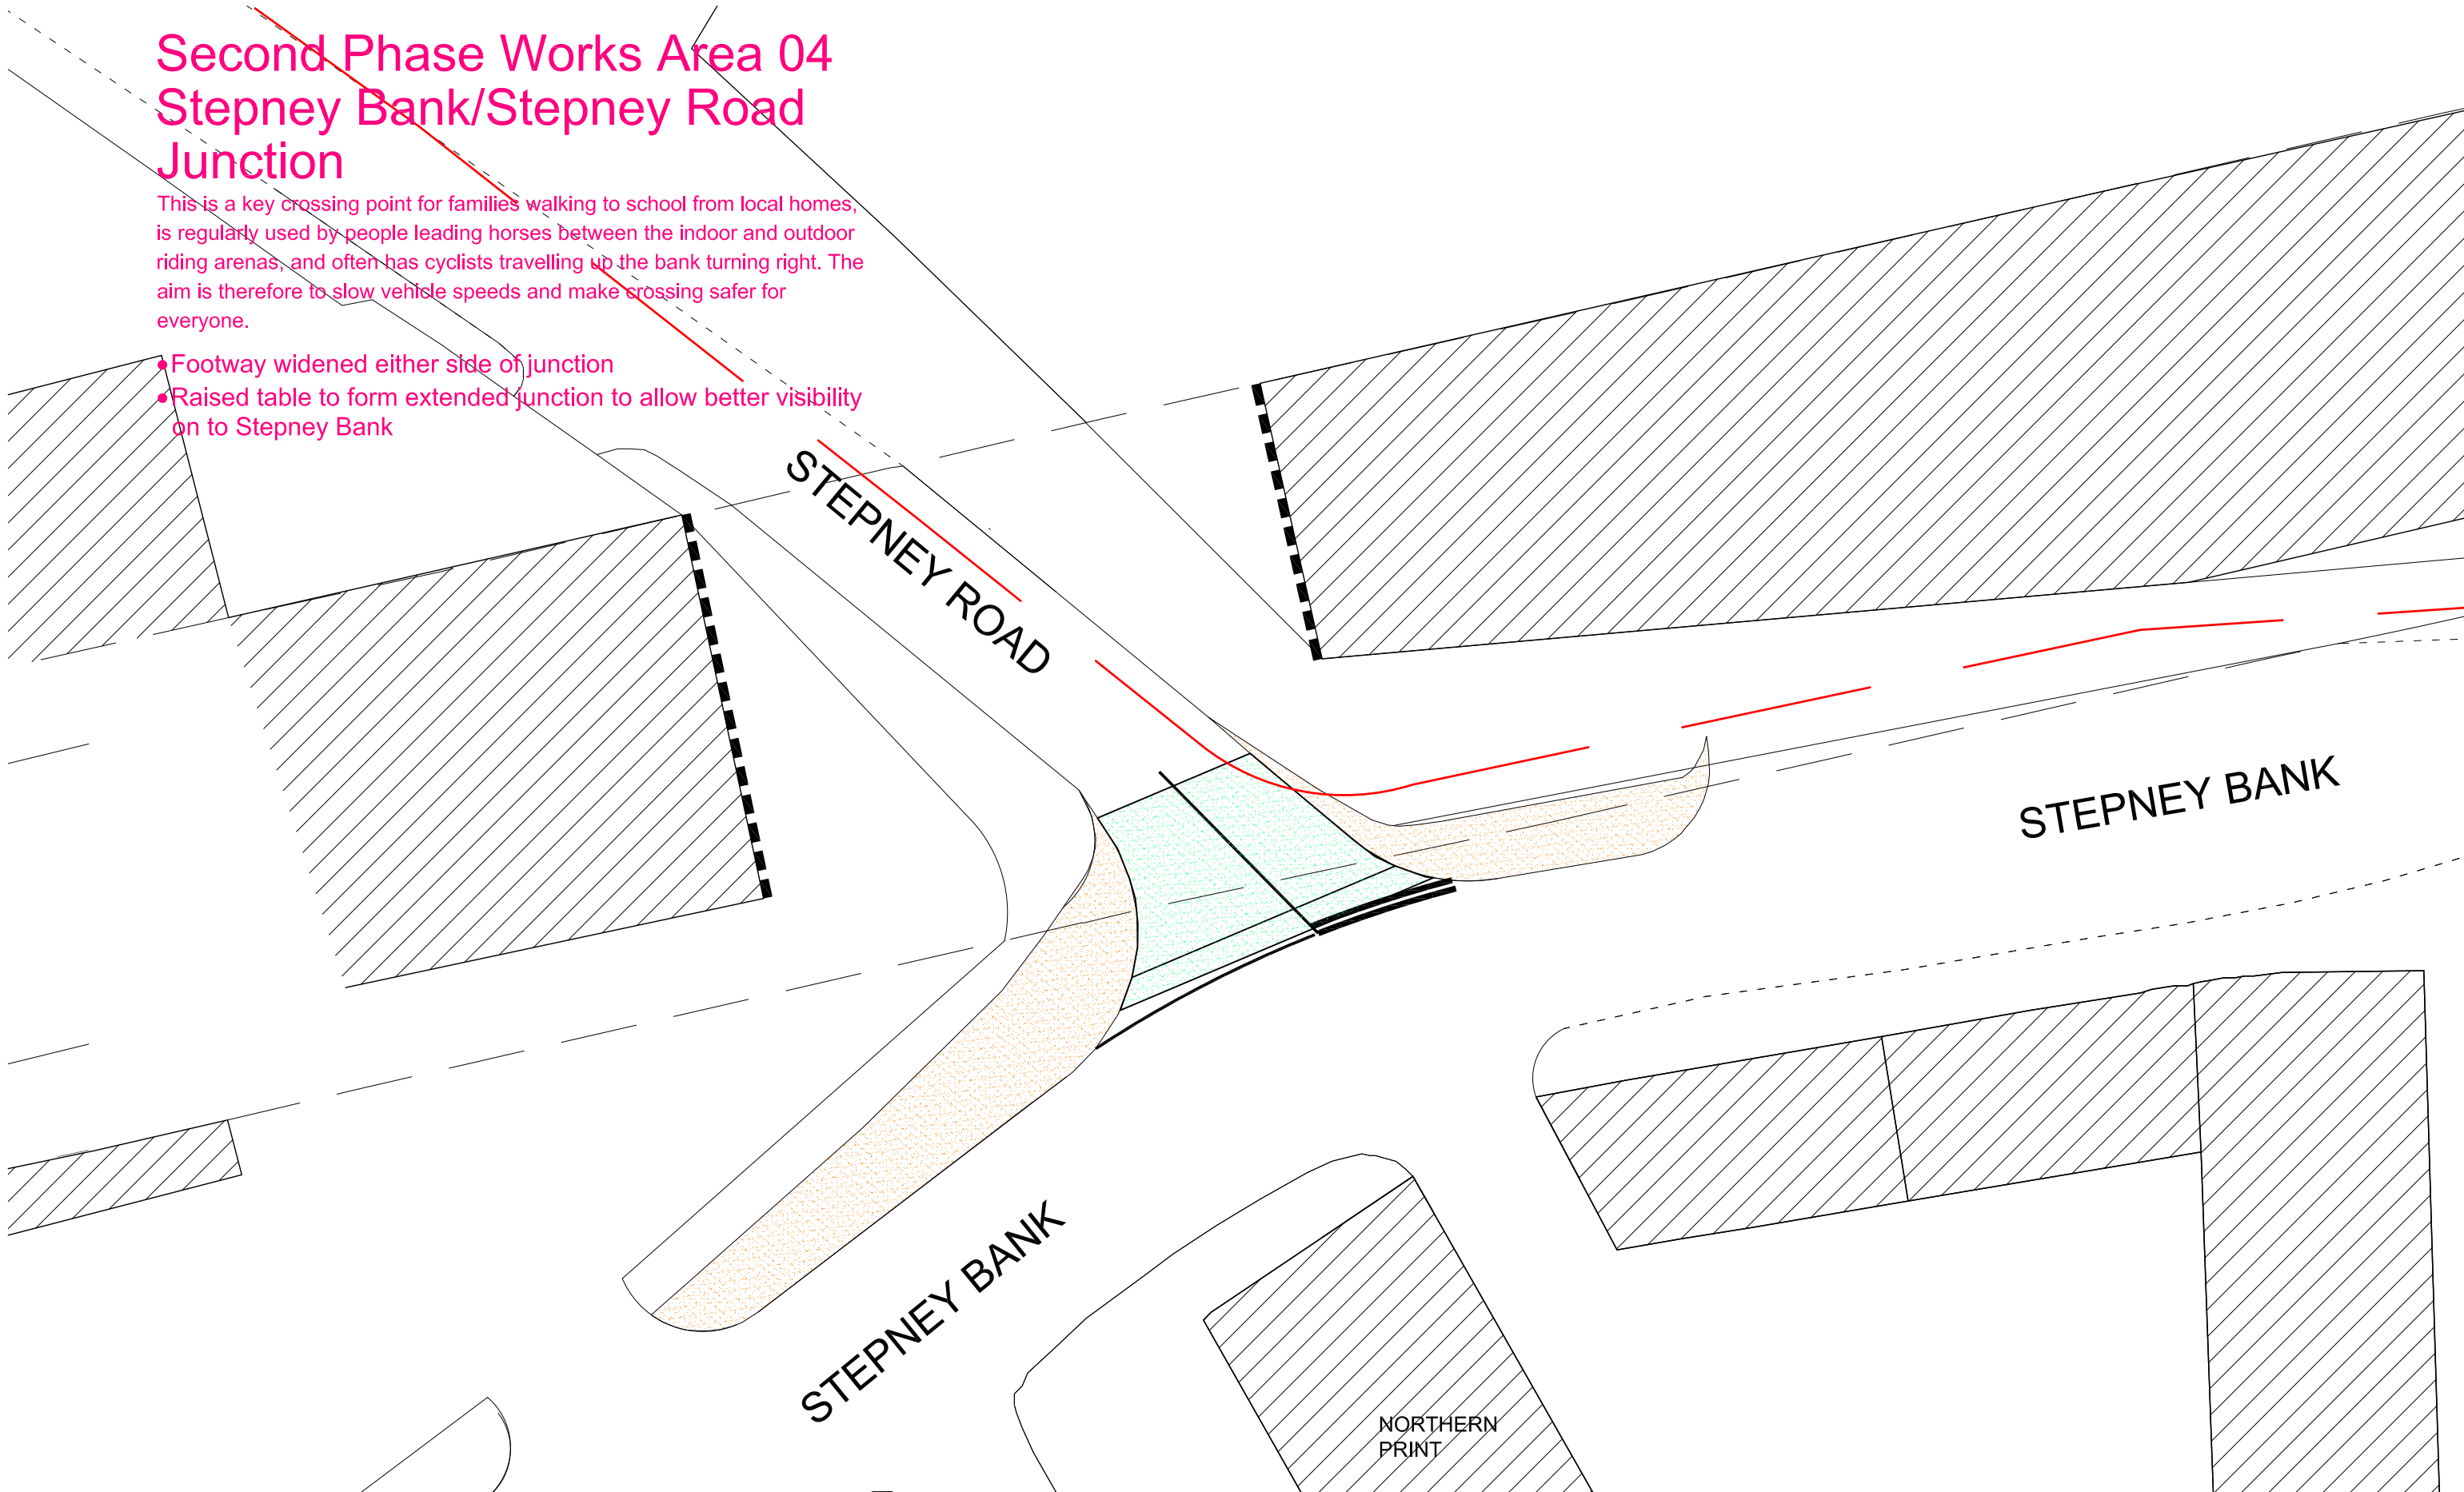 Second Phase Works Area 04
Stepney Bank/Stepney Road
Junction
This is a key crossing point for families walking to school from local homes,
is regularly used by people leading horses between the indoor and outdoor
riding arenas, and often has cyclists travelling up the bank turning right. The
aim is therefore to slow vehicle speeds and make crossing safer for
everyone.
• Footway widened either side of junction
• Raised table to form extended junction to allow better visibility
on to Stepney Bank
STEPNEY ROAD
STEPNEY BANK
STEPNEY BANK
NORTHERN
PRINT